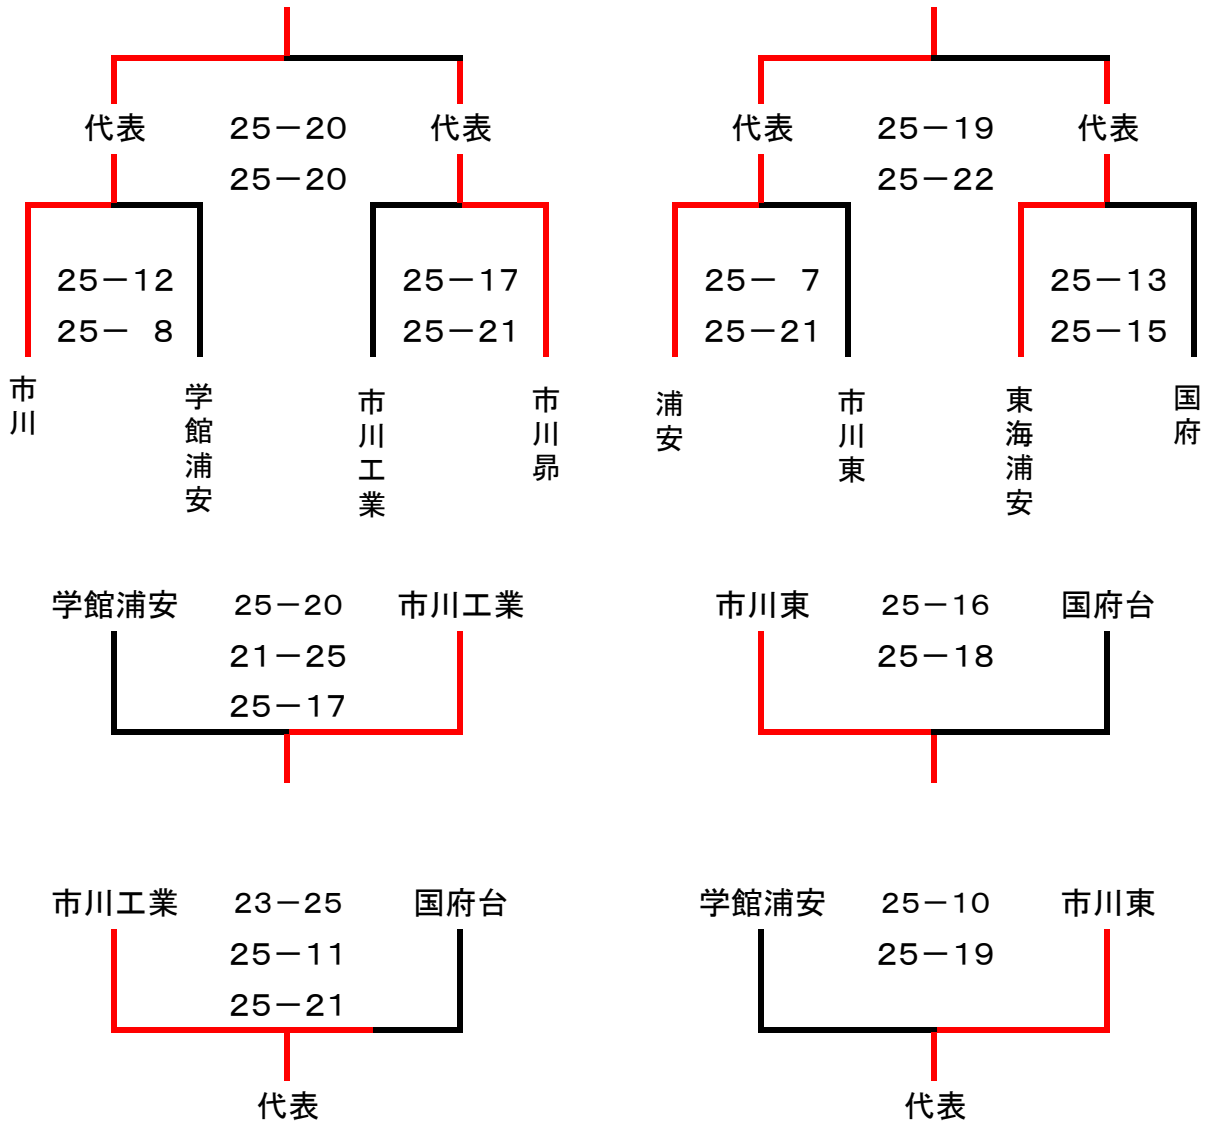 代表 25－20 代表
25－20
代表 25－19 代表
25－22
25－12
25－ 8
25－17
25－21
25－ 7
25－21
25－13
25－15
市川
学館浦安
市川工業
市川昴
浦安
市川東
東海浦安
国府
学館浦安 25－20 市川工業
21－25
25－17
市川東 25－16 国府台
25－18
市川工業 23－25 国府台
25－11
25－21
代表
学館浦安 25－10 市川東
25－19
代表